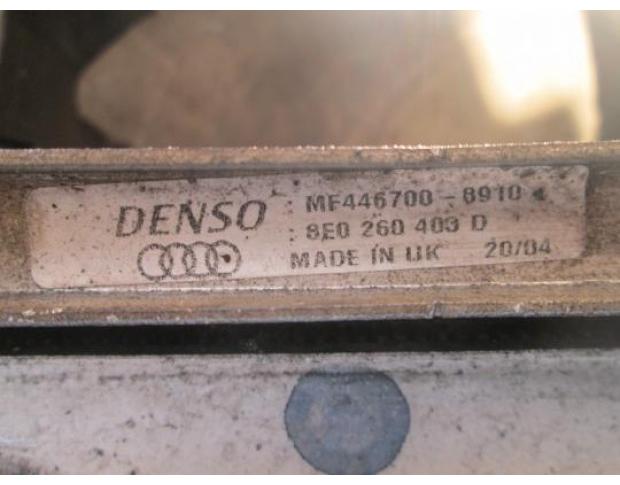 DENSO : MF446700-8910
: 8E0 260 403 D
MADE IN UK 20/04